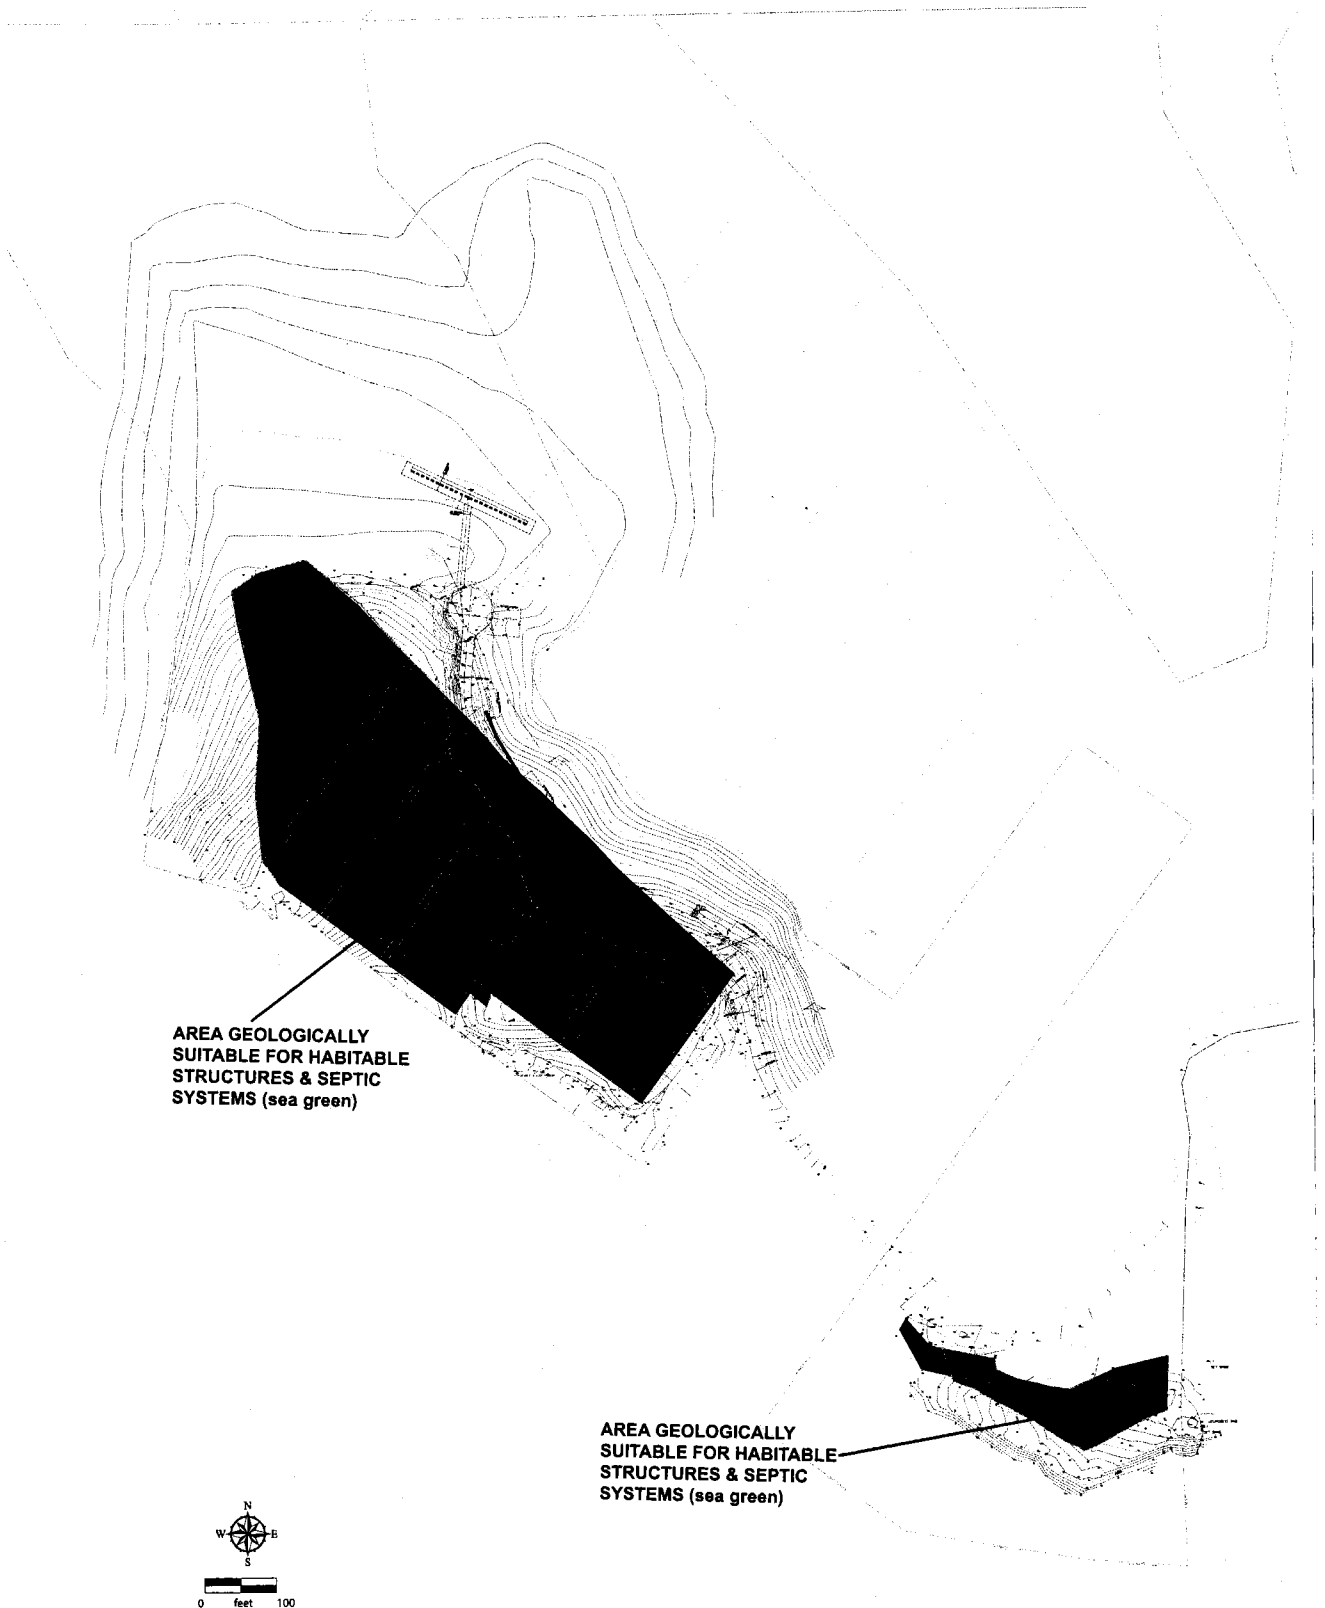 AREA GEOLOGICALLY
SUITABLE FOR HABITABLE
STRUCTURES & SEPTIC
SYSTEMS (sea green)
AREA GEOLOGICALLY
SUITABLE FOR HABITABLE
STRUCTURES & SEPTIC
SYSTEMS (sea green)
N
W E
S
0 feet 100